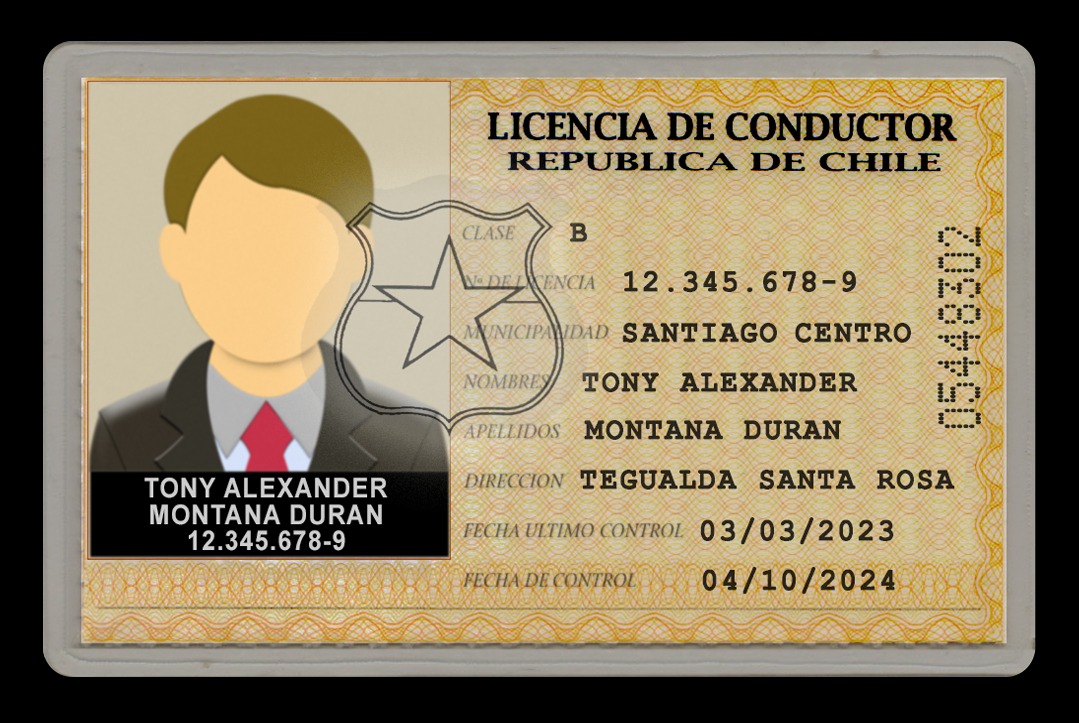 LICENCIA DE CONDUCTOR
REPUBLICA DE CHILE
CLASE B
Nº DE LICENCIA 12.345.678-9
MUNICIPALIDAD SANTIAGO CENTRO
NOMBRES TONY ALEXANDER
APELLIDOS MONTANA DURAN
DIRECCION TEGUALDA SANTA ROSA
FECHA ULTIMO CONTROL 03/03/2023
FECHA DE CONTROL 04/10/2024
05448302
TONY ALEXANDER
MONTANA DURAN
12.345.678-9